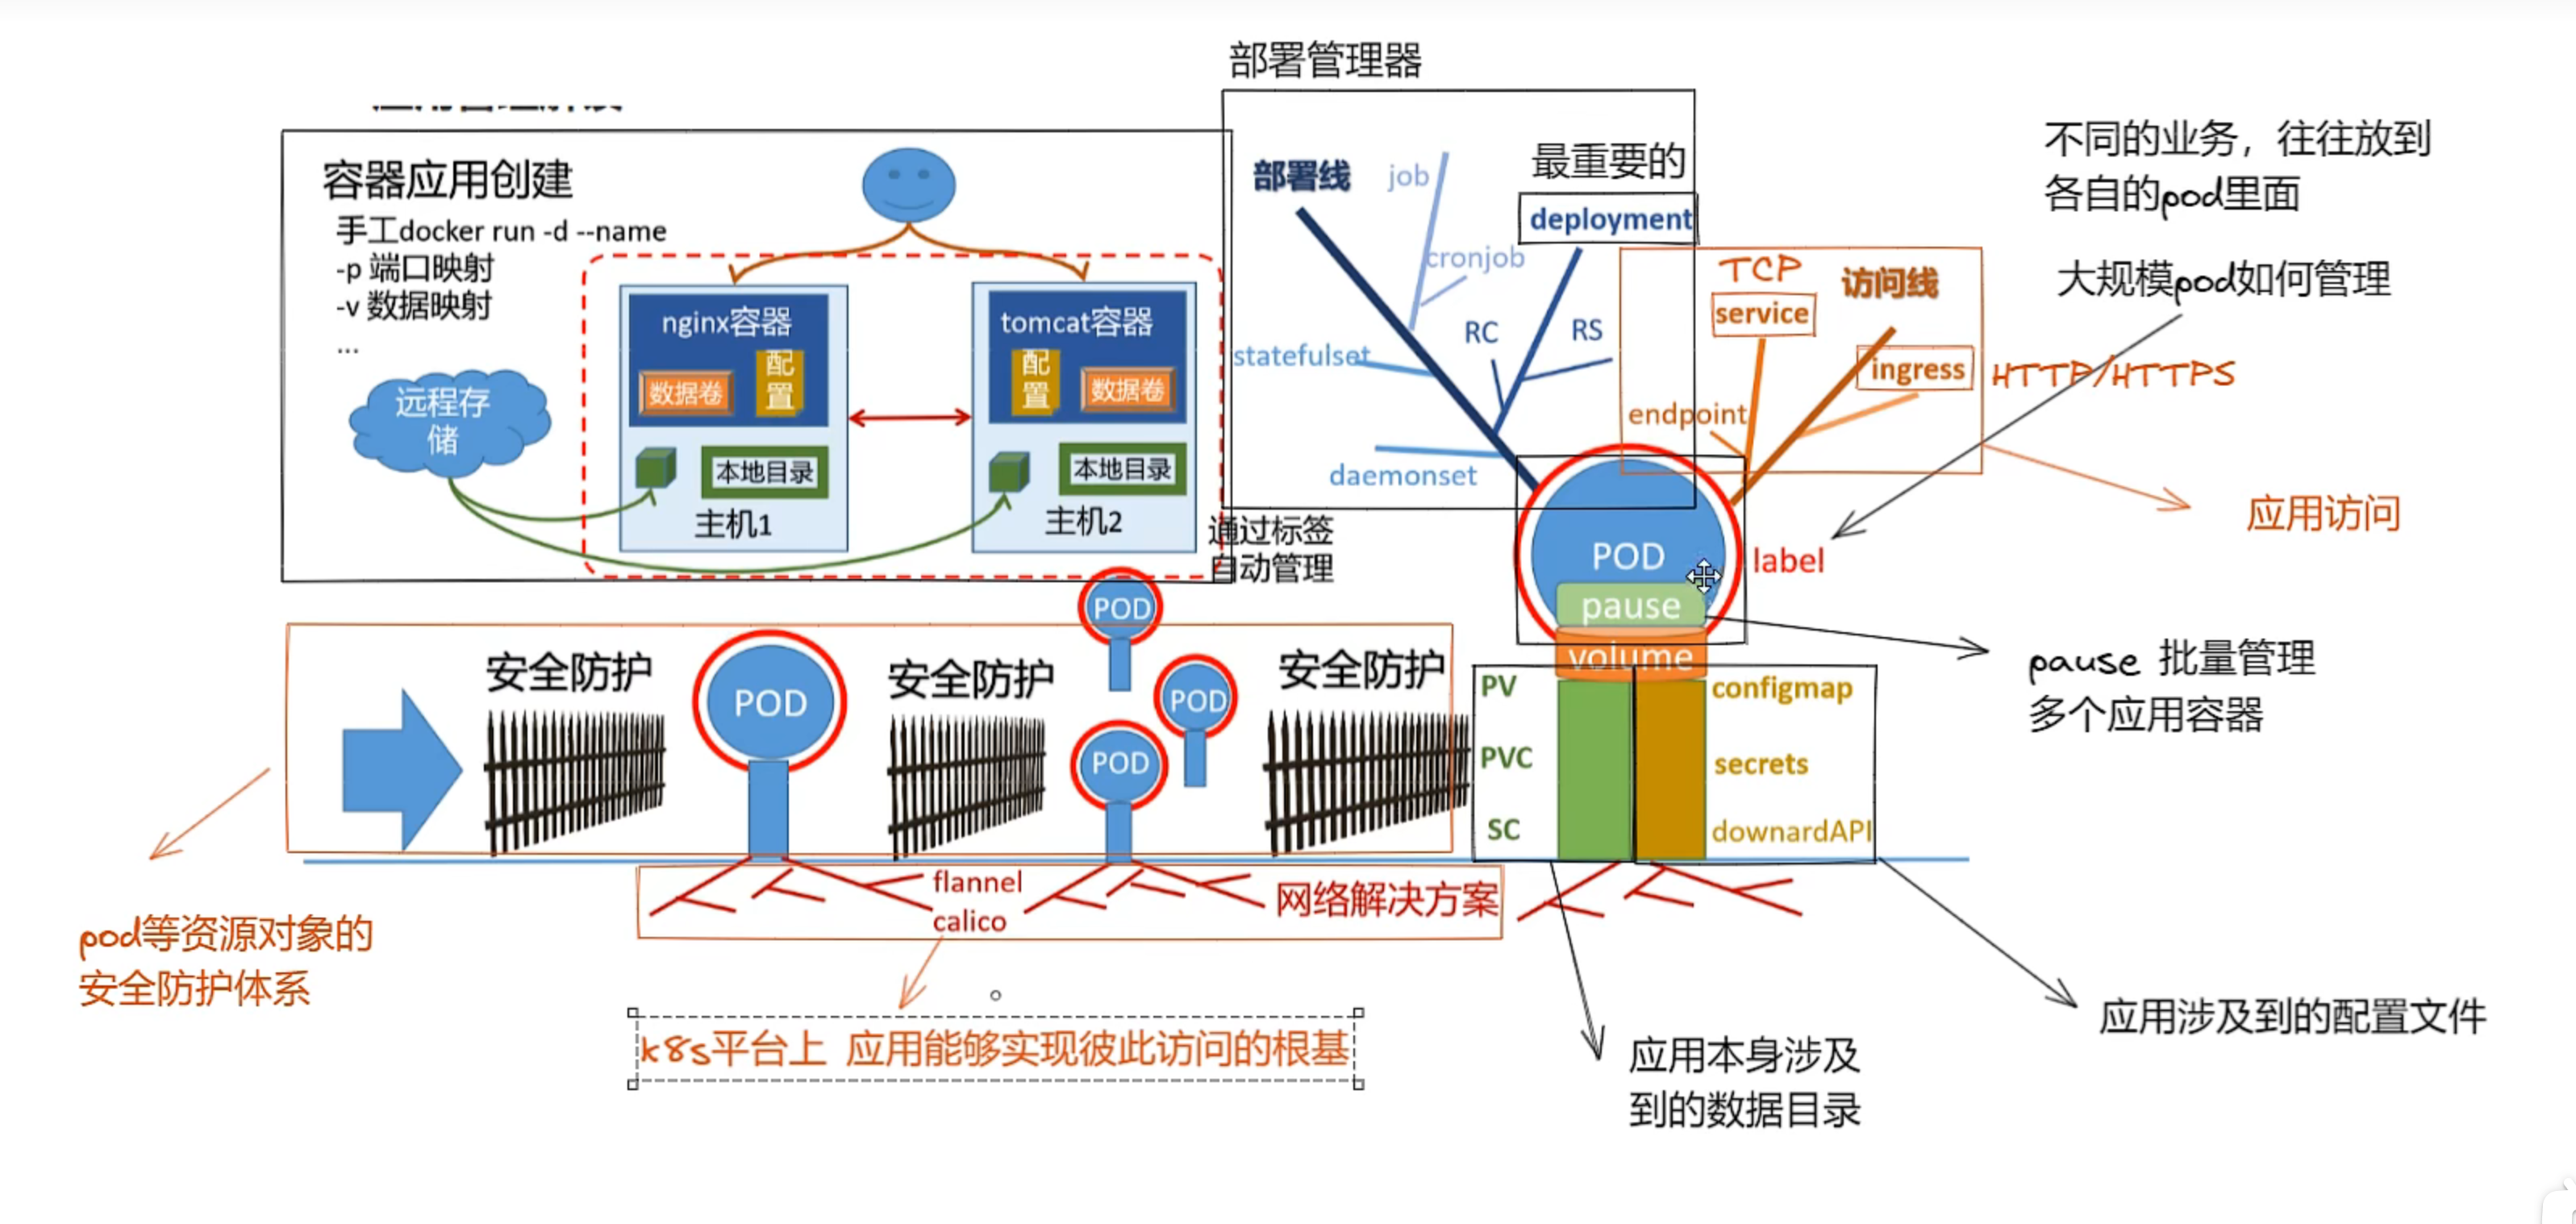 部署管理器
容器应用创建
手工docker run -d --name
-p 端口映射
-v 数据映射
...
远程存
储
nginx容器
配
置
数据卷
本地目录
主机1
tomcat容器
配
置
数据卷
本地目录
主机2
部署线
job
最重要的
deployment
cronjob
RC
RS
statefulset
daemonset
TCP
访问线
service
ingress
HTTP/HTTPS
endpoint
不同的业务，往往放到
各自的pod里面
大规模pod如何管理
应用访问
通过标签
自动管理
POD
label
pause
volume
pause 批量管理
多个应用容器
安全防护
POD
安全防护
POD
POD
POD
安全防护
PV
PVC
SC
configmap
secrets
downardAPI
flannel
calico
网络解决方案
pod等资源对象的
安全防护体系
k8s平台上 应用能够实现彼此访问的根基
应用本身涉及
到的数据目录
应用涉及到的配置文件